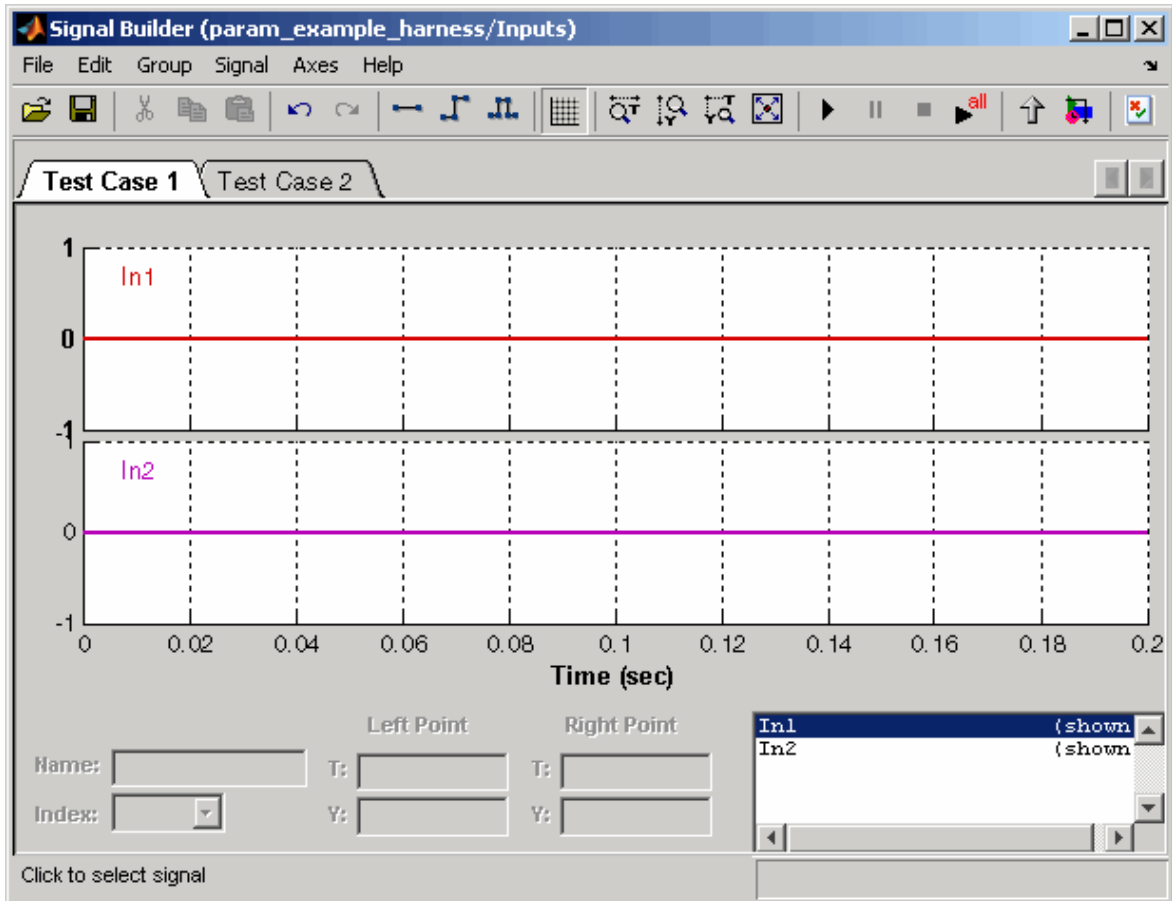 Signal Builder (param_example_harness/Inputs)
File Edit Group Signal Axes Help
all
Test Case 1 Test Case 2
1
In1
0
-1
1
In2
0
-1
0 0.02 0.04 0.06 0.08 0.1 0.12 0.14 0.16 0.18 0.2
Time (sec)
Left Point Right Point
Name: T: T:
Index: Y: Y:
In1 (shown
In2 (shown
Click to select signal